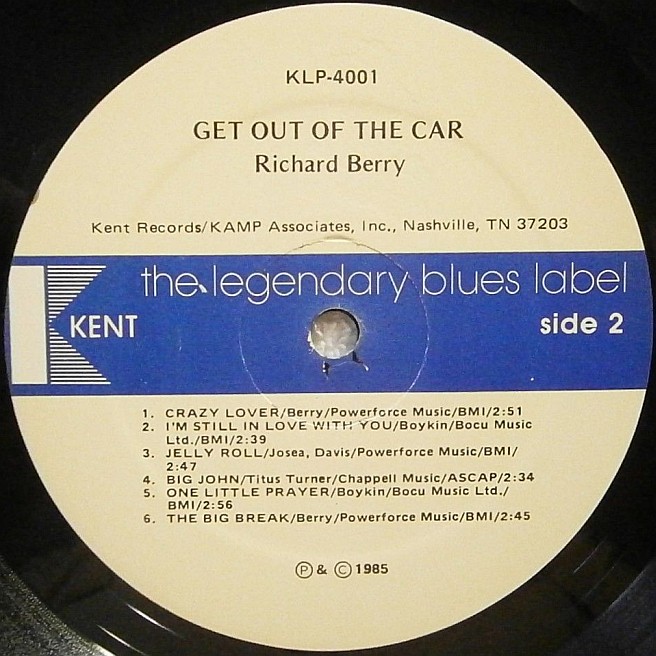 KLP-4001
GET OUT OF THE CAR
Richard Berry
Kent Records/KAMP Associates, Inc., Nashville, TN 37203
the legendary blues label
KENT
side 2
1. CRAZY LOVER/Berry/Powerforce Music/BMI/2:51
2. I'M STILL IN LOVE WITH YOU/Boykin/Bocu Music
Ltd./BMI/2:39
3. JELLY ROLL/Josea, Davis/Powerforce Music/BMI/
2:47
4. BIG JOHN/Titus Turner/Chappell Music/ASCAP/2:34
5. ONE LITTLE PRAYER/Boykin/Bocu Music Ltd./
BMI/2:56
6. THE BIG BREAK/Berry/Powerforce Music/BMI/2:45
Ⓟ & Ⓒ 1985